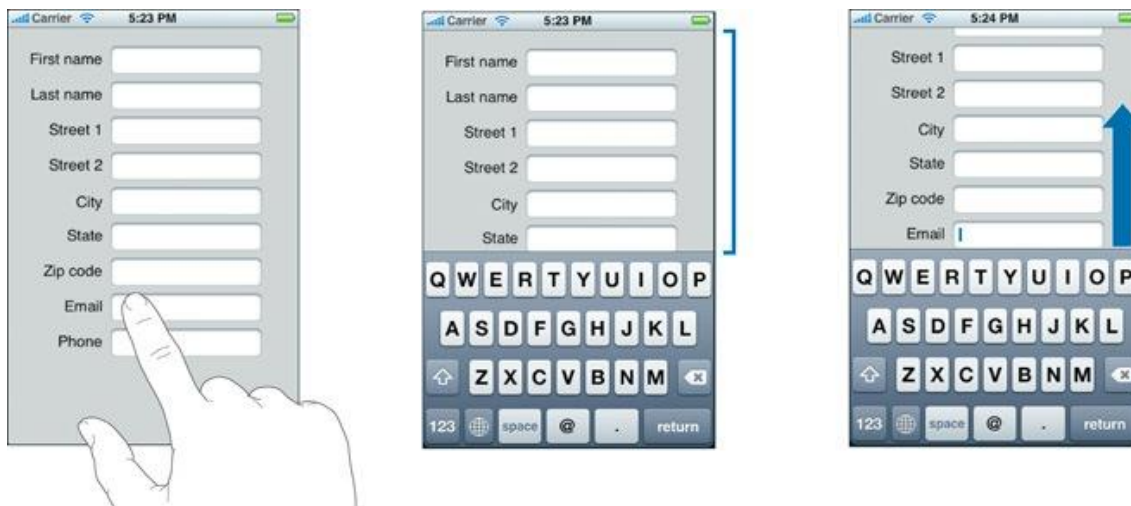 Carrier 5:23 PM
First name
Last name
Street 1
Street 2
City
State
Zip code
Email
Phone
Carrier 5:23 PM
First name
Last name
Street 1
Street 2
City
State
Q W E R T Y U I O P
A S D F G H J K L
Z X C V B N M
123 space @ . return
Carrier 5:24 PM
Street 1
Street 2
City
State
Zip code
Email
Q W E R T Y U I O P
A S D F G H J K L
Z X C V B N M
123 space @ . return